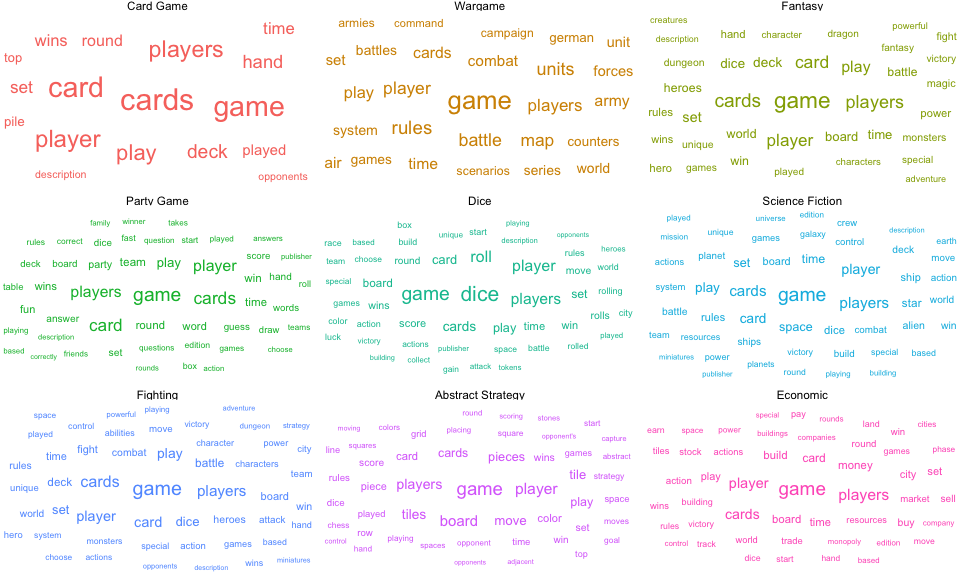 Card Game
time
wins round
players
top
hand
set
card
cards
game
pile
player
play
deck
played
description
opponents
Wargame
armies command
campaign german unit
battles cards
set
combat
units forces
play player
game
players army
system rules
battle map counters
air games time
scenarios series world
Fantasy
creatures
powerful
description hand character dragon
fight
fantasy
dungeon dice deck card play
victory
battle
heroes
magic
cards game players
rules set
power
world player board time monsters
wins unique
hero games win
characters special
played
adventure
Party Game
family winner takes
rules correct dice fast question start played answers
deck board party team play player score publisher
table wins
win hand roll
players game cards time words
fun
answer
card round word guess draw teams
playing description
based correctly friends set questions edition games choose
rounds box action
Dice
box playing
unique start
race based build description opponents
team choose round card roll
rules heroes
player move world
special board
game dice players set rolling
games wins
rolls city
color action score cards play time win
luck victory actions publisher space battle rolled played
building collect
gain attack tokens
Science Fiction
played universe edition crew
mission unique games galaxy control description earth
actions planet set board time
deck move
player
ship action
system play cards game players star world
battle rules card
space dice combat alien win
team resources ships
miniatures power planets victory build special based
publisher round playing building
Fighting
space powerful playing adventure
played control abilities move victory dungeon strategy
time fight combat play
character power city
rules
battle characters
team
unique deck cards game players board
win
world set player card dice heroes attack hand
hero system
monsters special action games based
choose actions
opponents description wins miniatures
Abstract Strategy
round scoring stones start
moving colors grid placing square opponent's capture
line squares
card cards pieces wins games abstract
score
rules
tile strategy
piece players game player
dice
play space
played tiles board move color set moves
chess
control row playing spaces opponent time win goal
hand
top
opponents adjacent
Economic
special pay rounds land cities
earn space power buildings companies
win
round
tiles stock actions build card games phase
money
action play player
city set
game players
wins building
market sell
cards board time resources buy company
rules victory
control track world trade monopoly edition move
dice start hand based